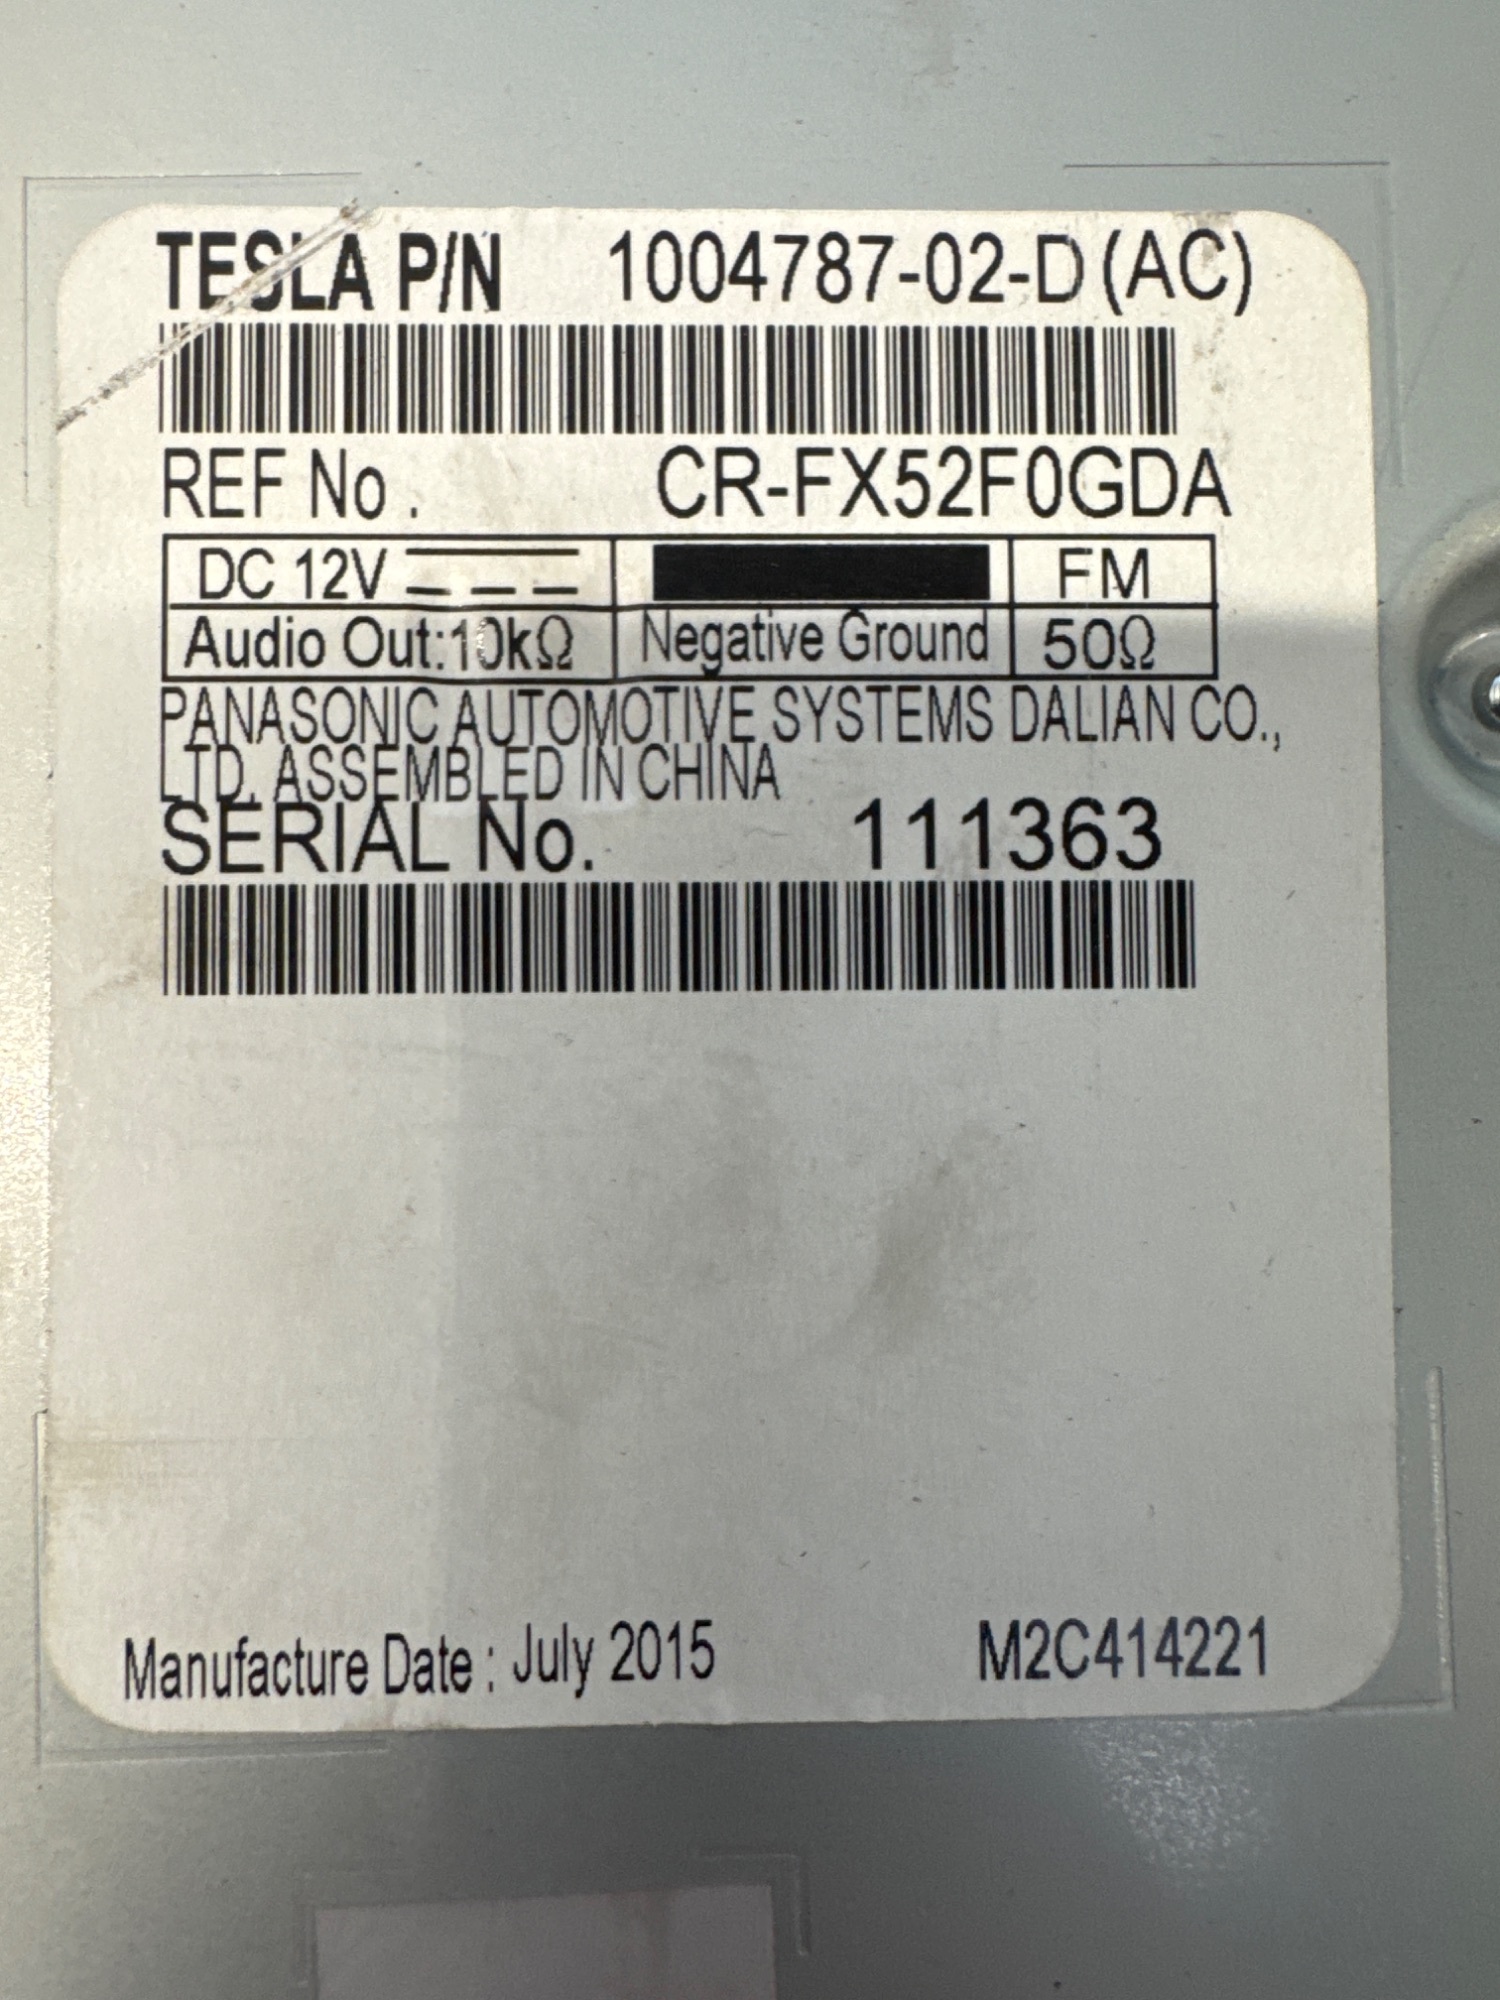 TESLA P/N 1004787-02-D (AC)
REF No. CR-FX52F0GDA
DC 12V FM
Audio Out:10kΩ Negative Ground 50Ω
PANASONIC AUTOMOTIVE SYSTEMS DALIAN CO.,
LTD. ASSEMBLED IN CHINA
SERIAL No. 111363
Manufacture Date : July 2015 M2C414221